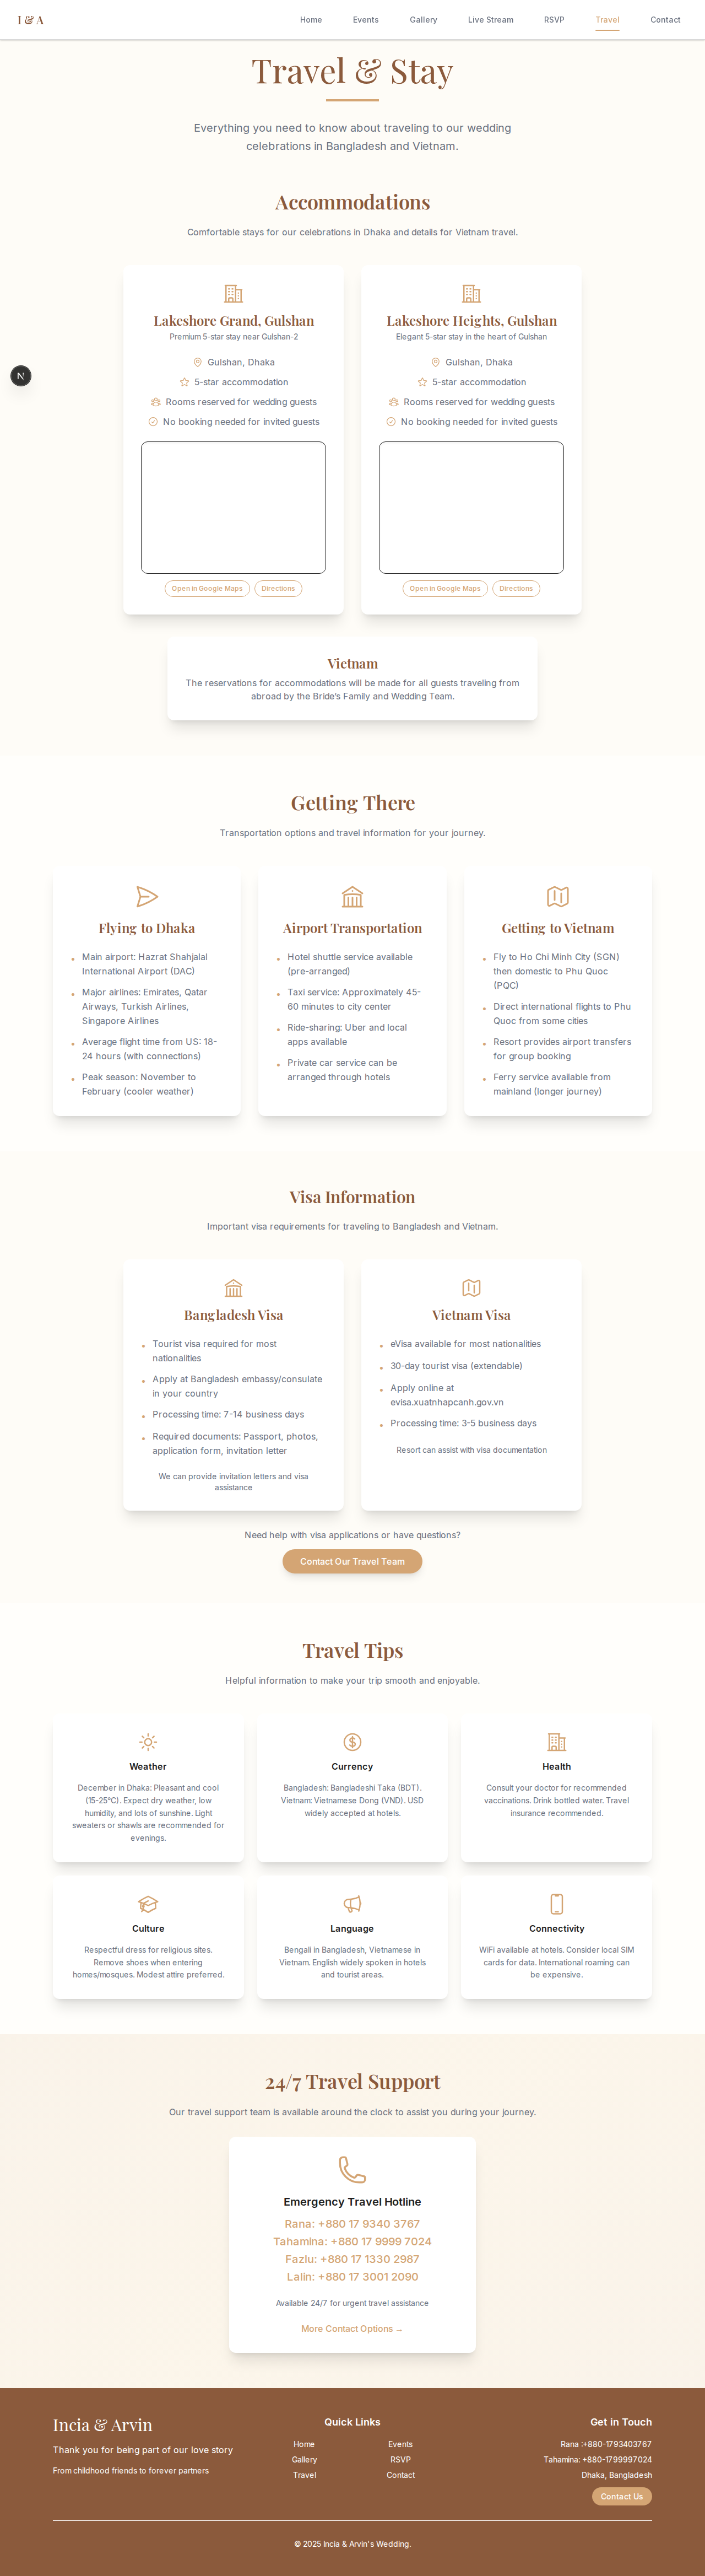 I & A
Home Events Gallery Live Stream RSVP Travel Contact
Travel & Stay
Everything you need to know about traveling to our wedding
celebrations in Bangladesh and Vietnam.
Accommodations
Comfortable stays for our celebrations in Dhaka and details for Vietnam travel.
Lakeshore Grand, Gulshan
Premium 5-star stay near Gulshan-2
Gulshan, Dhaka
5-star accommodation
Rooms reserved for wedding guests
No booking needed for invited guests
Open in Google Maps Directions
Lakeshore Heights, Gulshan
Elegant 5-star stay in the heart of Gulshan
Gulshan, Dhaka
5-star accommodation
Rooms reserved for wedding guests
No booking needed for invited guests
Open in Google Maps Directions
N
Vietnam
The reservations for accommodations will be made for all guests traveling from
abroad by the Bride's Family and Wedding Team.
Getting There
Transportation options and travel information for your journey.
Flying to Dhaka
• Main airport: Hazrat Shahjalal
International Airport (DAC)
• Major airlines: Emirates, Qatar
Airways, Turkish Airlines,
Singapore Airlines
• Average flight time from US: 18-
24 hours (with connections)
• Peak season: November to
February (cooler weather)
Airport Transportation
• Hotel shuttle service available
(pre-arranged)
• Taxi service: Approximately 45-
60 minutes to city center
• Ride-sharing: Uber and local
apps available
• Private car service can be
arranged through hotels
Getting to Vietnam
• Fly to Ho Chi Minh City (SGN)
then domestic to Phu Quoc
(PQC)
• Direct international flights to Phu
Quoc from some cities
• Resort provides airport transfers
for group booking
• Ferry service available from
mainland (longer journey)
Visa Information
Important visa requirements for traveling to Bangladesh and Vietnam.
Bangladesh Visa
• Tourist visa required for most
nationalities
• Apply at Bangladesh embassy/consulate
in your country
• Processing time: 7-14 business days
• Required documents: Passport, photos,
application form, invitation letter
We can provide invitation letters and visa
assistance
Vietnam Visa
• eVisa available for most nationalities
• 30-day tourist visa (extendable)
• Apply online at
evisa.xuatnhapcanh.gov.vn
• Processing time: 3-5 business days
Resort can assist with visa documentation
Need help with visa applications or have questions?
Contact Our Travel Team
Travel Tips
Helpful information to make your trip smooth and enjoyable.
Weather
December in Dhaka: Pleasant and cool
(15-25°C). Expect dry weather, low
humidity, and lots of sunshine. Light
sweaters or shawls are recommended for
evenings.
Currency
Bangladesh: Bangladeshi Taka (BDT).
Vietnam: Vietnamese Dong (VND). USD
widely accepted at hotels.
Health
Consult your doctor for recommended
vaccinations. Drink bottled water. Travel
insurance recommended.
Culture
Respectful dress for religious sites.
Remove shoes when entering
homes/mosques. Modest attire preferred.
Language
Bengali in Bangladesh, Vietnamese in
Vietnam. English widely spoken in hotels
and tourist areas.
Connectivity
WiFi available at hotels. Consider local SIM
cards for data. International roaming can
be expensive.
24/7 Travel Support
Our travel support team is available around the clock to assist you during your journey.
Emergency Travel Hotline
Rana: +880 17 9340 3767
Tahamina: +880 17 9999 7024
Fazlu: +880 17 1330 2987
Lalin: +880 17 3001 2090
Available 24/7 for urgent travel assistance
More Contact Options →
Incia & Arvin
Thank you for being part of our love story
From childhood friends to forever partners
Quick Links
Home Events
Gallery RSVP
Travel Contact
Get in Touch
Rana :+880-1793403767
Tahamina: +880-1799997024
Dhaka, Bangladesh
Contact Us
© 2025 Incia & Arvin's Wedding.